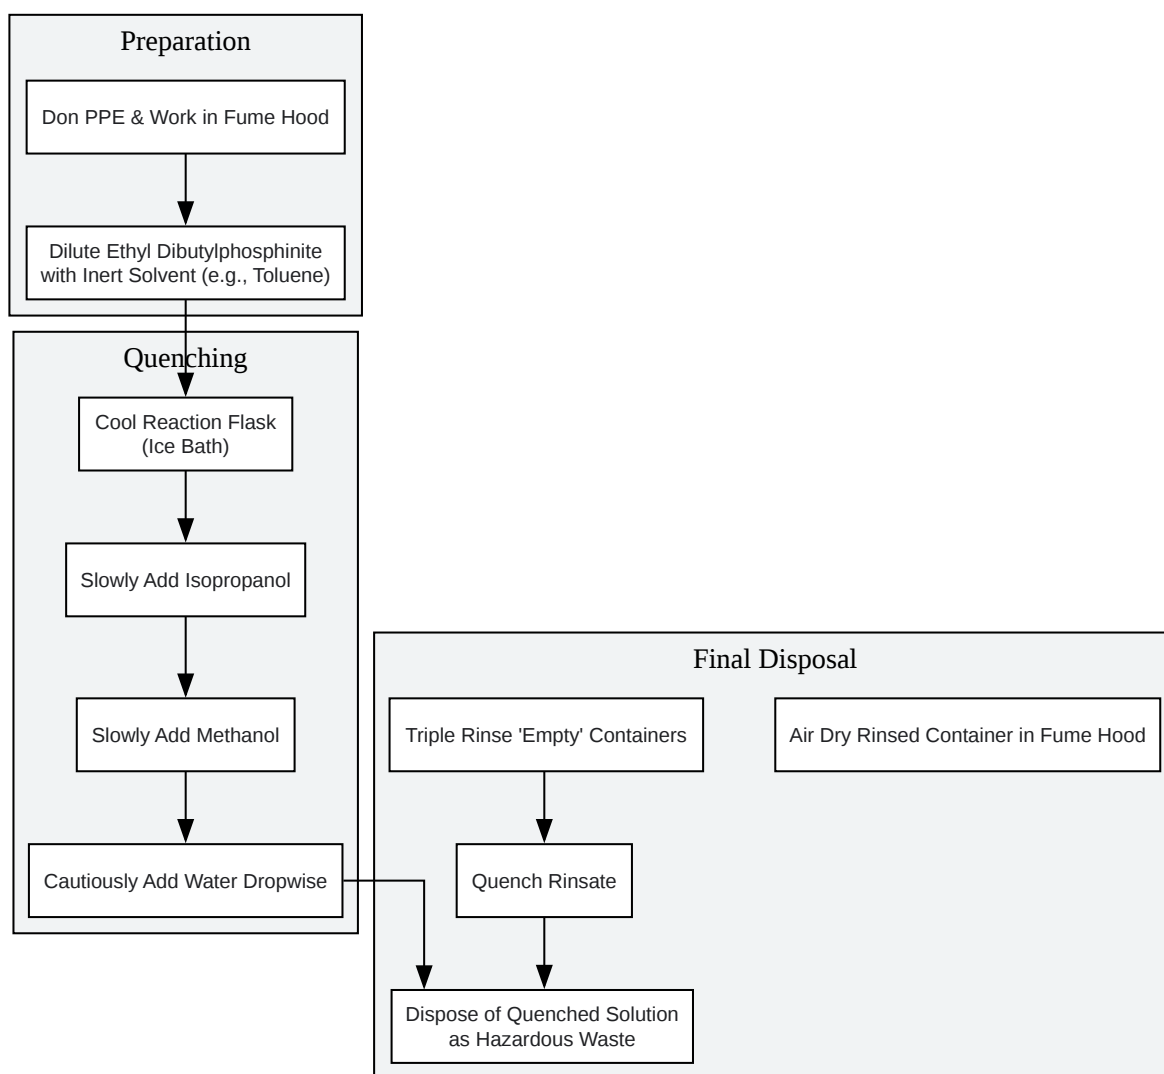 Preparation
Don PPE & Work in Fume Hood
Dilute Ethyl Dibutylphosphinite
with Inert Solvent (e.g., Toluene)
Quenching
Cool Reaction Flask
(Ice Bath)
Slowly Add Isopropanol
Slowly Add Methanol
Cautiously Add Water Dropwise
Final Disposal
Triple Rinse 'Empty' Containers
Air Dry Rinsed Container in Fume Hood
Quench Rinsate
Dispose of Quenched Solution
as Hazardous Waste